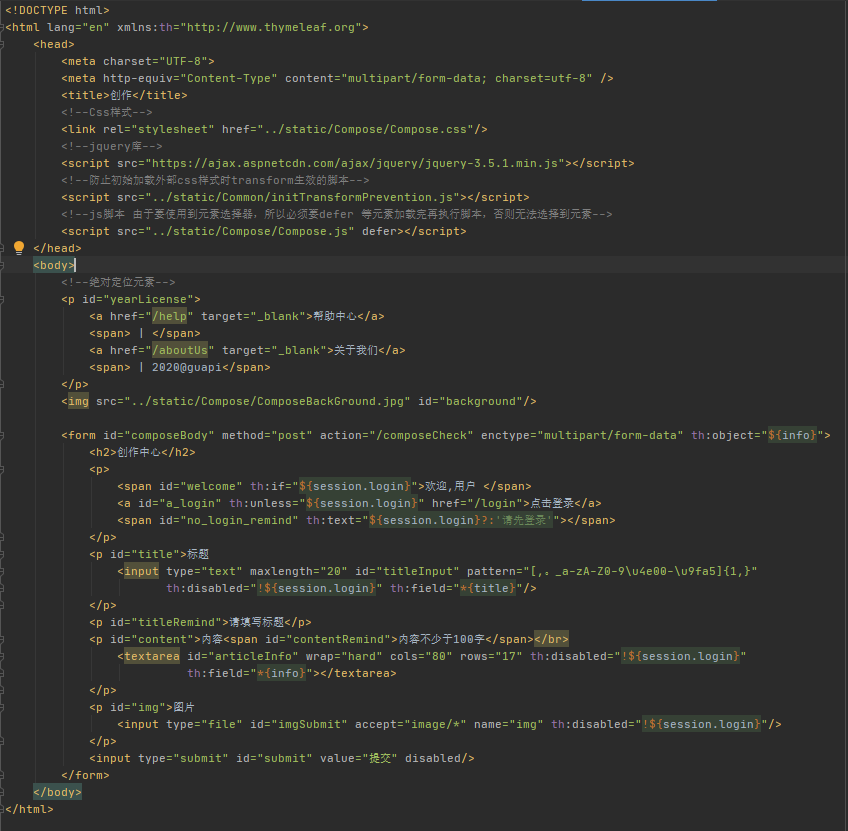 <!DOCTYPE html>
<html lang="en" xmlns:th="http://www.thymeleaf.org">
    <head>
        <meta charset="UTF-8">
        <meta http-equiv="Content-Type" content="multipart/form-data; charset=utf-8" />
        <title>创作</title>
        <!--Css样式-->
        <link rel="stylesheet" href="../static/Compose/Compose.css"/>
        <!--jquery库-->
        <script src="https://ajax.aspnetcdn.com/ajax/jquery/jquery-3.5.1.min.js"></script>
        <!--防止初始加载外部css样式时transform生效的脚本-->
        <script src="../static/Common/initTransformPrevention.js"></script>
        <!--js脚本 由于要使用到元素选择器，所以必须要defer 等元素加载完再执行脚本，否则无法选择到元素-->
        <script src="../static/Compose/Compose.js" defer></script>
    </head>
    <body>
        <!--绝对定位元素-->
        <p id="yearLicense">
            <a href="/help" target="_blank">帮助中心</a>
            <span> | </span>
            <a href="/aboutUs" target="_blank">关于我们</a>
            <span> | 2020@guapi</span>
        </p>
        <img src="../static/Compose/ComposeBackGround.jpg" id="background"/>
        <form id="composeBody" method="post" action="/composeCheck" enctype="multipart/form-data" th:object="${info}">
            <h2>创作中心</h2>
            <p>
                <span id="welcome" th:if="${session.login}">欢迎,用户 </span>
                <a id="a_login" th:unless="${session.login}" href="/login">点击登录</a>
                <span id="no_login_remind" th:text="${session.login}?:'请先登录'"></span>
            </p>
            <p id="title">标题
                <input type="text" maxlength="20" id="titleInput" pattern="[,。_a-zA-Z0-9\u4e00-\u9fa5]{1,}"
                       th:disabled="!${session.login}" th:field="*{title}"/>
            </p>
            <p id="titleRemind">请填写标题</p>
            <p id="content">内容<span id="contentRemind">内容不少于100字</span></br>
                <textarea id="articleInfo" wrap="hard" cols="80" rows="17" th:disabled="!${session.login}"
                          th:field="*{info}"></textarea>
            </p>
            <p id="img">图片
                <input type="file" id="imgSubmit" accept="image/*" name="img" th:disabled="!${session.login}"/>
            </p>
            <input type="submit" id="submit" value="提交" disabled/>
        </form>
    </body>
</html>